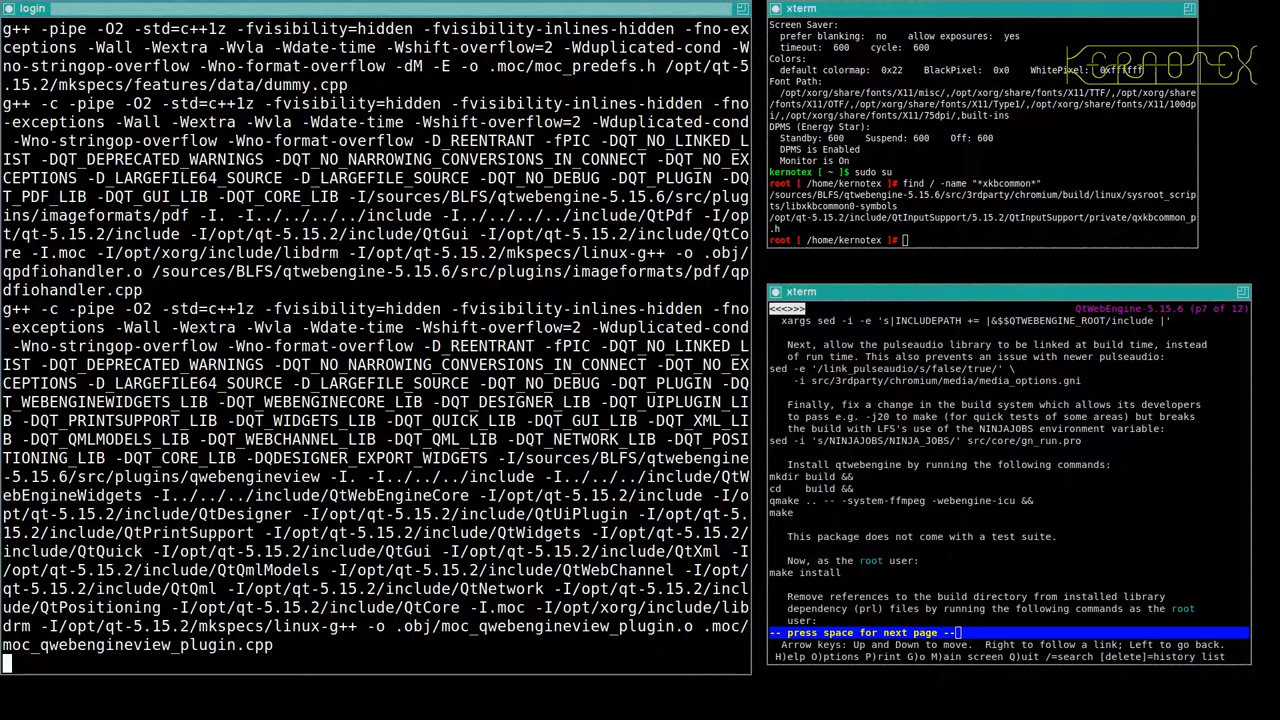 login
g++ -pipe -O2 -std=c++1z -fvisibility=hidden -fvisibility-inlines-hidden -fno-ex
ceptions -Wall -Wextra -Wvla -Wdate-time -Wshift-overflow=2 -Wduplicated-cond -W
no-stringop-overflow -Wno-format-overflow -dM -E -o .moc/moc_predefs.h /opt/qt-5
.15.2/mkspecs/features/data/dummy.cpp
g++ -c -pipe -O2 -std=c++1z -fvisibility=hidden -fvisibility-inlines-hidden -fno
-exceptions -Wall -Wextra -Wvla -Wdate-time -Wshift-overflow=2 -Wduplicated-cond
 -Wno-stringop-overflow -Wno-format-overflow -D_REENTRANT -fPIC -DQT_NO_LINKED_L
IST -DQT_DEPRECATED_WARNINGS -DQT_NO_NARROWING_CONVERSIONS_IN_CONNECT -DQT_NO_EX
CEPTIONS -D_LARGEFILE64_SOURCE -D_LARGEFILE_SOURCE -DQT_NO_DEBUG -DQT_PLUGIN -DQ
T_PDF_LIB -DQT_GUI_LIB -DQT_CORE_LIB -I/sources/BLFS/qtwebengine-5.15.6/src/plug
ins/imageformats/pdf -I. -I../../../../include -I../../../../include/QtPdf -I/op
t/qt-5.15.2/include -I/opt/qt-5.15.2/include/QtGui -I/opt/qt-5.15.2/include/QtCo
re -I.moc -I/opt/xorg/include/libdrm -I/opt/qt-5.15.2/mkspecs/linux-g++ -o .obj/
qpdfiohandler.o /sources/BLFS/qtwebengine-5.15.6/src/plugins/imageformats/pdf/qp
dfiohandler.cpp
g++ -c -pipe -O2 -std=c++1z -fvisibility=hidden -fvisibility-inlines-hidden -fno
-exceptions -Wall -Wextra -Wvla -Wdate-time -Wshift-overflow=2 -Wduplicated-cond
 -Wno-stringop-overflow -Wno-format-overflow -D_REENTRANT -fPIC -DQT_NO_LINKED_L
IST -DQT_DEPRECATED_WARNINGS -DQT_NO_NARROWING_CONVERSIONS_IN_CONNECT -DQT_NO_EX
CEPTIONS -D_LARGEFILE64_SOURCE -D_LARGEFILE_SOURCE -DQT_NO_DEBUG -DQT_PLUGIN -DQ
T_WEBENGINEWIDGETS_LIB -DQT_WEBENGINECORE_LIB -DQT_DESIGNER_LIB -DQT_UIPLUGIN_LI
B -DQT_PRINTSUPPORT_LIB -DQT_WIDGETS_LIB -DQT_QUICK_LIB -DQT_GUI_LIB -DQT_XML_LI
B -DQT_QMLMODELS_LIB -DQT_WEBCHANNEL_LIB -DQT_QML_LIB -DQT_NETWORK_LIB -DQT_POSI
TIONING_LIB -DQT_CORE_LIB -DQDESIGNER_EXPORT_WIDGETS -I/sources/BLFS/qtwebengine
-5.15.6/src/plugins/qwebengineview -I. -I../../../include -I../../../include/QtW
ebEngineWidgets -I../../../include/QtWebEngineCore -I/opt/qt-5.15.2/include -I/o
pt/qt-5.15.2/include/QtDesigner -I/opt/qt-5.15.2/include/QtUiPlugin -I/opt/qt-5.
15.2/include/QtPrintSupport -I/opt/qt-5.15.2/include/QtWidgets -I/opt/qt-5.15.2/
include/QtQuick -I/opt/qt-5.15.2/include/QtGui -I/opt/qt-5.15.2/include/QtXml -I
/opt/qt-5.15.2/include/QtQmlModels -I/opt/qt-5.15.2/include/QtWebChannel -I/opt/
qt-5.15.2/include/QtQml -I/opt/qt-5.15.2/include/QtNetwork -I/opt/qt-5.15.2/incl
ude/QtPositioning -I/opt/qt-5.15.2/include/QtCore -I.moc -I/opt/xorg/include/lib
drm -I/opt/qt-5.15.2/mkspecs/linux-g++ -o .obj/moc_qwebengineview_plugin.o .moc/
moc_qwebengineview_plugin.cpp
xterm
Screen Saver:
  prefer blanking:  no    allow exposures:  yes
  timeout:  600    cycle:  600
Colors:
  default colormap:  0x22    BlackPixel:  0x0    WhitePixel:  0xffffff
KERNOTEX
Font Path:
  /opt/xorg/share/fonts/X11/misc/,/opt/xorg/share/fonts/X11/TTF/,/opt/xorg/share
/fonts/X11/OTF/,/opt/xorg/share/fonts/X11/Type1/,/opt/xorg/share/fonts/X11/100dp
i/,/opt/xorg/share/fonts/X11/75dpi/,built-ins
DPMS (Energy Star):
  Standby: 600    Suspend: 600    Off: 600
  DPMS is Enabled
  Monitor is On
kernotex [ ~ ]$ sudo su
root [ /home/kernotex ]# find / -name "*xkbcommon*"
/sources/BLFS/qtwebengine-5.15.6/src/3rdparty/chromium/build/linux/sysroot_scrip
ts/libxkbcommon0-symbols
/opt/qt-5.15.2/include/QtInputSupport/5.15.2/QtInputSupport/private/qxkbcommon_p
.h
root [ /home/kernotex ]#
xterm
<<<>>> QtWebEngine-5.15.6 (p7 of 12)
xargs sed -i -e 's|INCLUDEPATH += |&$$QTWEBENGINE_ROOT/include |'
Next, allow the pulseaudio library to be linked at build time, instead
of run time. This also prevents an issue with newer pulseaudio:
sed -e '/link_pulseaudio/s/false/true/' \
    -i src/3rdparty/chromium/media/media_options.gni
Finally, fix a change in the build system which allows its developers
to pass e.g. -j20 to make (for quick tests of some areas) but breaks
the build with LFS's use of the NINJAJOBS environment variable:
sed -i 's/NINJAJOBS/NINJA_JOBS/' src/core/gn_run.pro
Install qtwebengine by running the following commands:
mkdir build &&
cd    build &&
qmake .. -- -system-ffmpeg -webengine-icu &&
make
This package does not come with a test suite.
Now, as the root user:
make install
Remove references to the build directory from installed library
dependency (prl) files by running the following commands as the root
user:
-- press space for next page --
Arrow keys: Up and Down to move.  Right to follow a link; Left to go back.
H)elp O)ptions P)rint G)o M)ain screen Q)uit /=search [delete]=history list